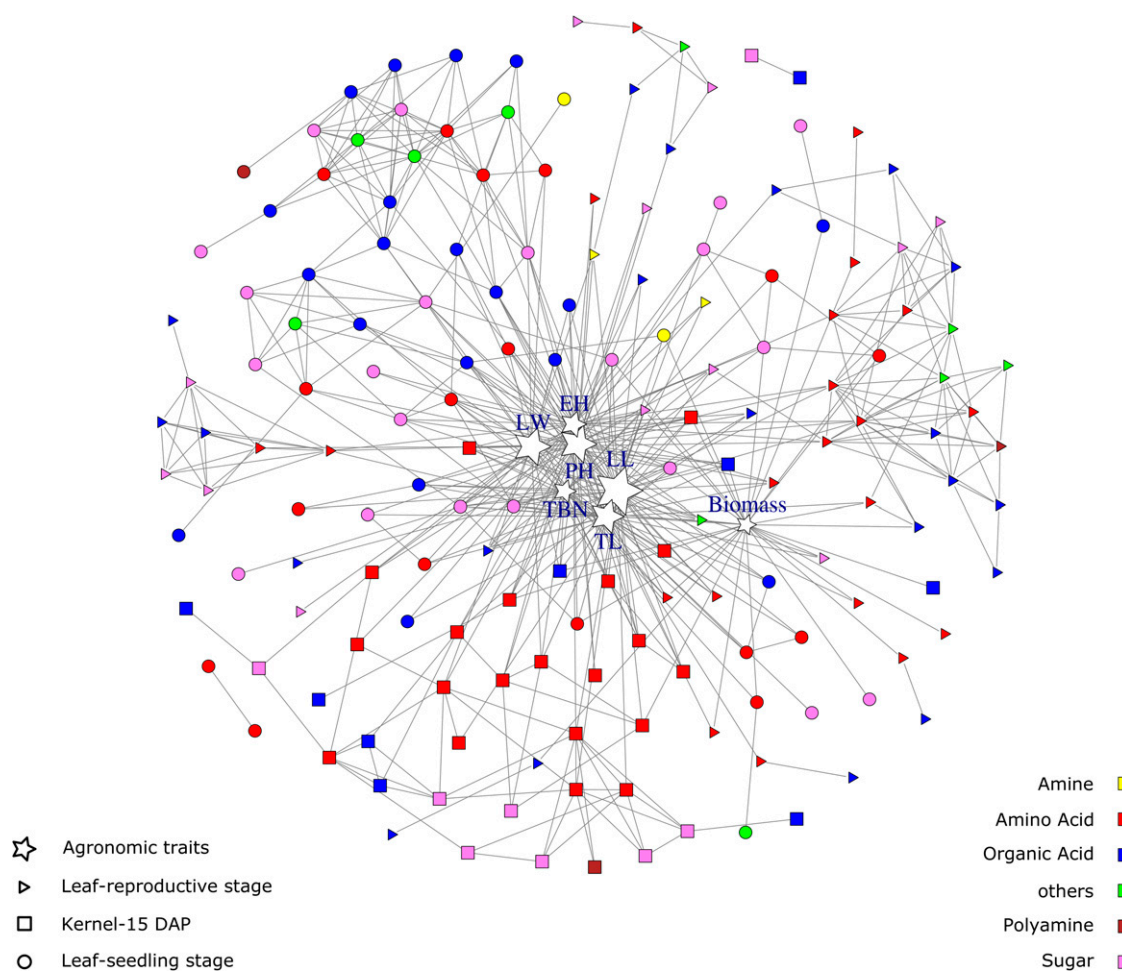 EH
LW
PH
LL
TBN
TL
Biomass
Agronomic traits
Leaf-reproductive stage
Kernel-15 DAP
Leaf-seedling stage
Amine
Amino Acid
Organic Acid
others
Polyamine
Sugar